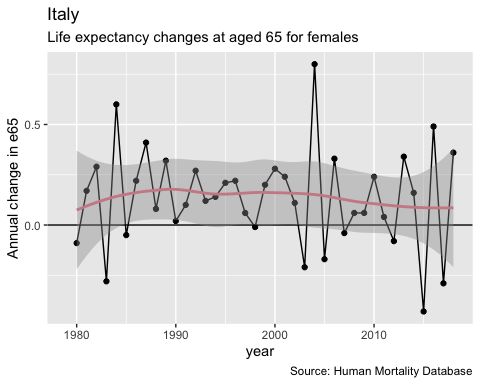 Italy
Life expectancy changes at aged 65 for females
Annual change in e65
0.5
0.0
1980 1990 2000 2010
year
Source: Human Mortality Database